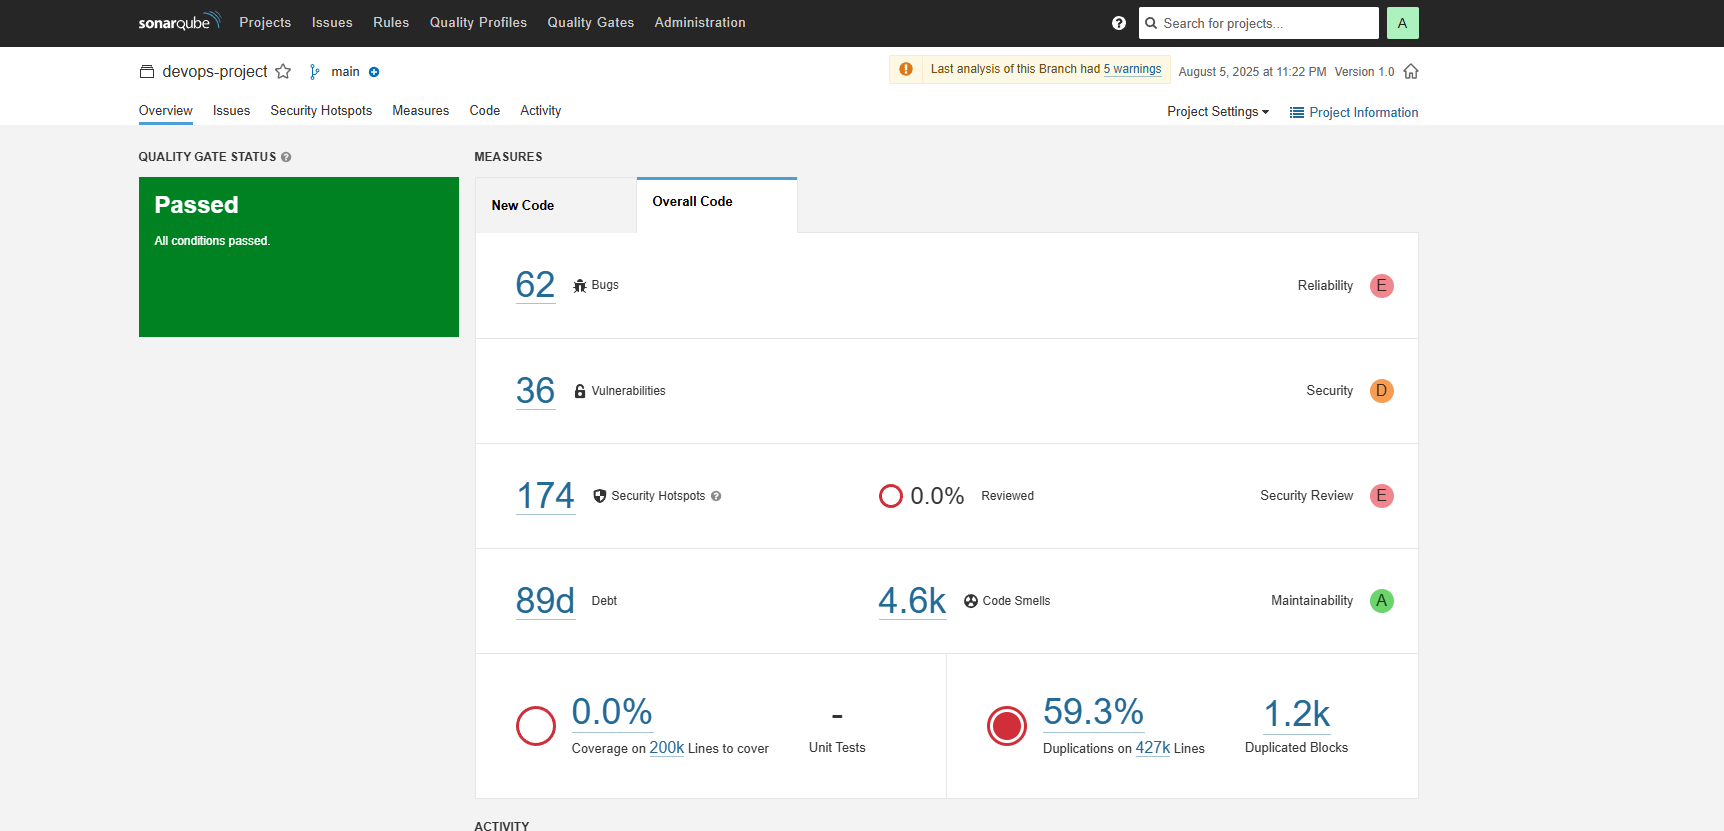 sonarqube Projects Issues Rules Quality Profiles Quality Gates Administration ? Search for projects... A
devops-project main Last analysis of this Branch had 5 warnings August 5, 2025 at 11:22 PM Version 1.0
Overview Issues Security Hotspots Measures Code Activity Project Settings Project Information
QUALITY GATE STATUS ?
Passed
All conditions passed.
MEASURES
New Code Overall Code
62 Bugs Reliability E
36 Vulnerabilities Security D
174 Security Hotspots ? 0.0% Reviewed Security Review E
89d Debt 4.6k Code Smells Maintainability A
0.0% - 59.3% 1.2k
Coverage on 200k Lines to cover Unit Tests Duplications on 427k Lines Duplicated Blocks
ACTIVITY